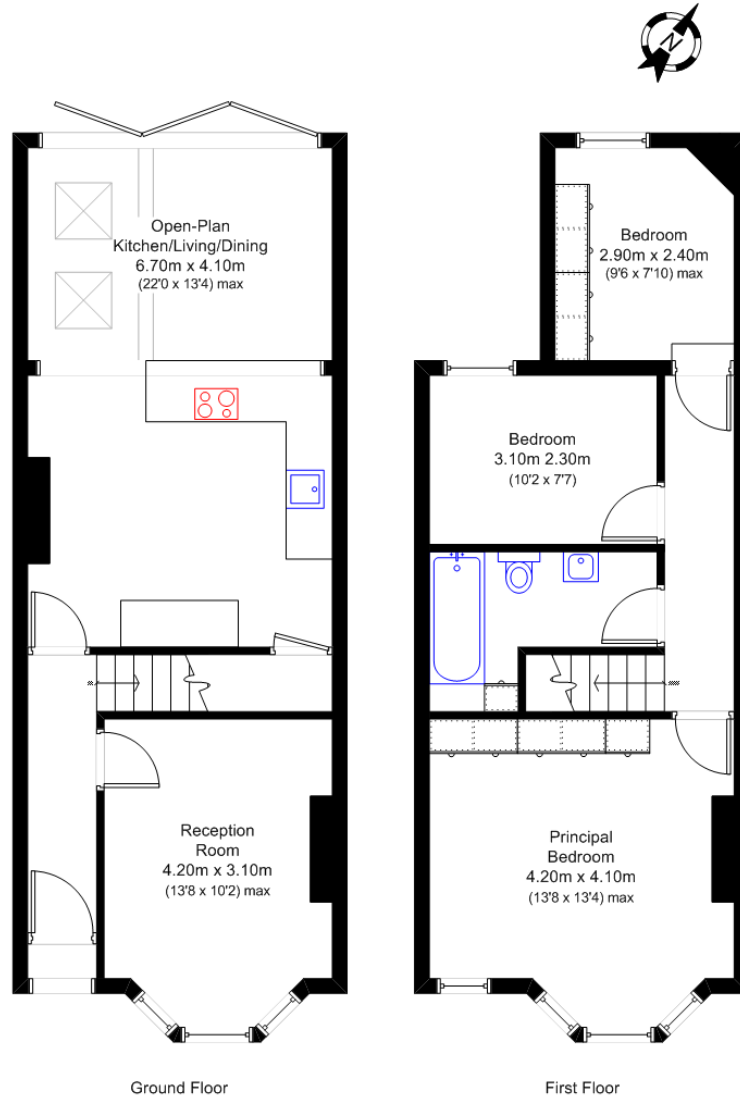 N
Open-Plan
Kitchen/Living/Dining
6.70m x 4.10m
(22'0 x 13'4) max
Bedroom
2.90m x 2.40m
(9'6 x 7'10) max
Bedroom
3.10m 2.30m
(10'2 x 7'7)
Reception
Room
4.20m x 3.10m
(13'8 x 10'2) max
Principal
Bedroom
4.20m x 4.10m
(13'8 x 13'4) max
Ground Floor
First Floor